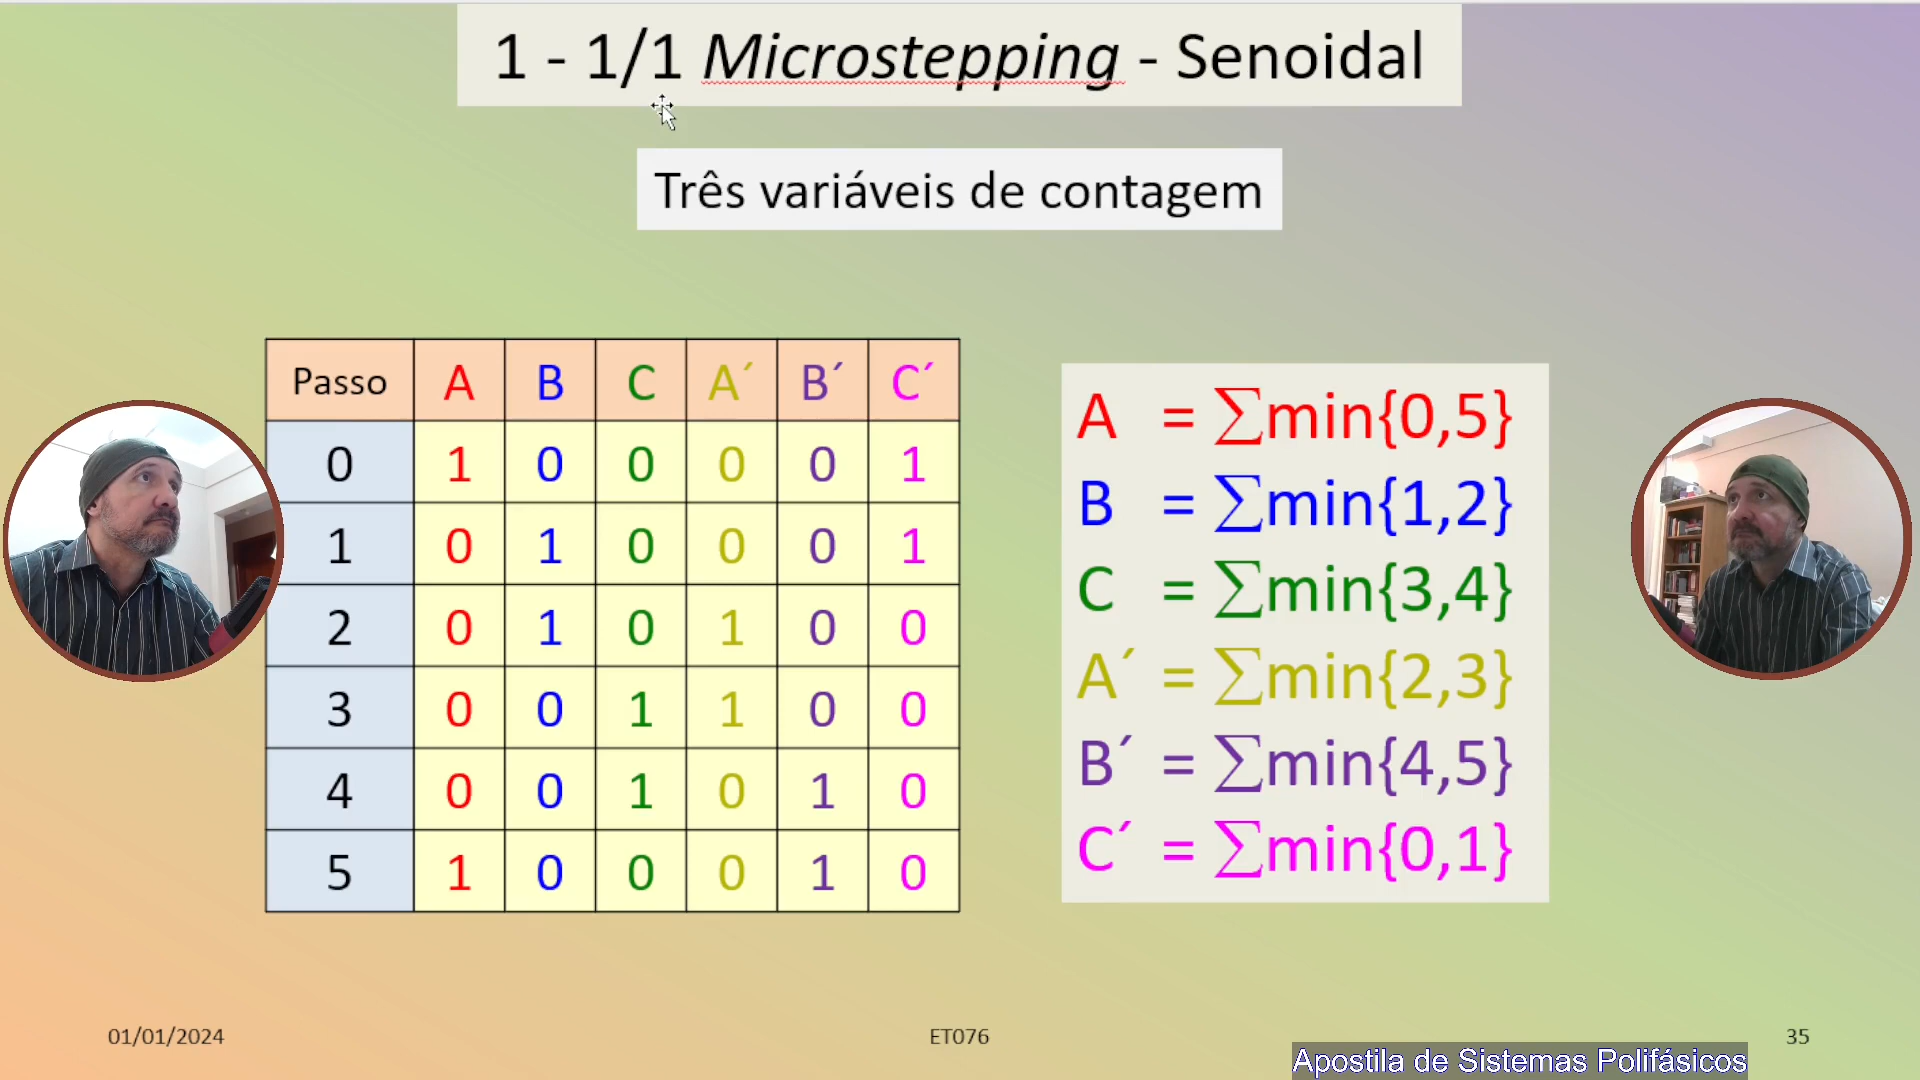 1 - 1/1 Microstepping - Senoidal
Três variáveis de contagem
Passo A B C A´ B´ C´
0 1 0 0 0 0 1
1 0 1 0 0 0 1
2 0 1 0 1 0 0
3 0 0 1 1 0 0
4 0 0 1 0 1 0
5 1 0 0 0 1 0
A = ∑min{0,5}
B = ∑min{1,2}
C = ∑min{3,4}
A´ = ∑min{2,3}
B´ = ∑min{4,5}
C´ = ∑min{0,1}
01/01/2024
ET076
35
Apostila de Sistemas Polifásicos